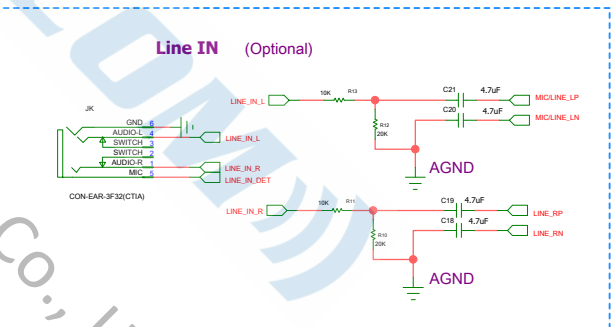 Line IN (Optional)
JK
GND 6
AUDIO-L 4
SWITCH 3
SWITCH 2
AUDIO-R 1
MIC 5
LINE_IN_L
LINE_IN_R
LINE_IN_DET
CON-EAR-3F32(CTIA)
LINE_IN_L
10K R13
R12
20K
C21 4.7uF
MIC/LINE_LP
C20 4.7uF
MIC/LINE_LN
AGND
LINE_IN_R
10K R11
R10
20K
C19 4.7uF
LINE_RP
C18 4.7uF
LINE_RN
AGND
Co.,